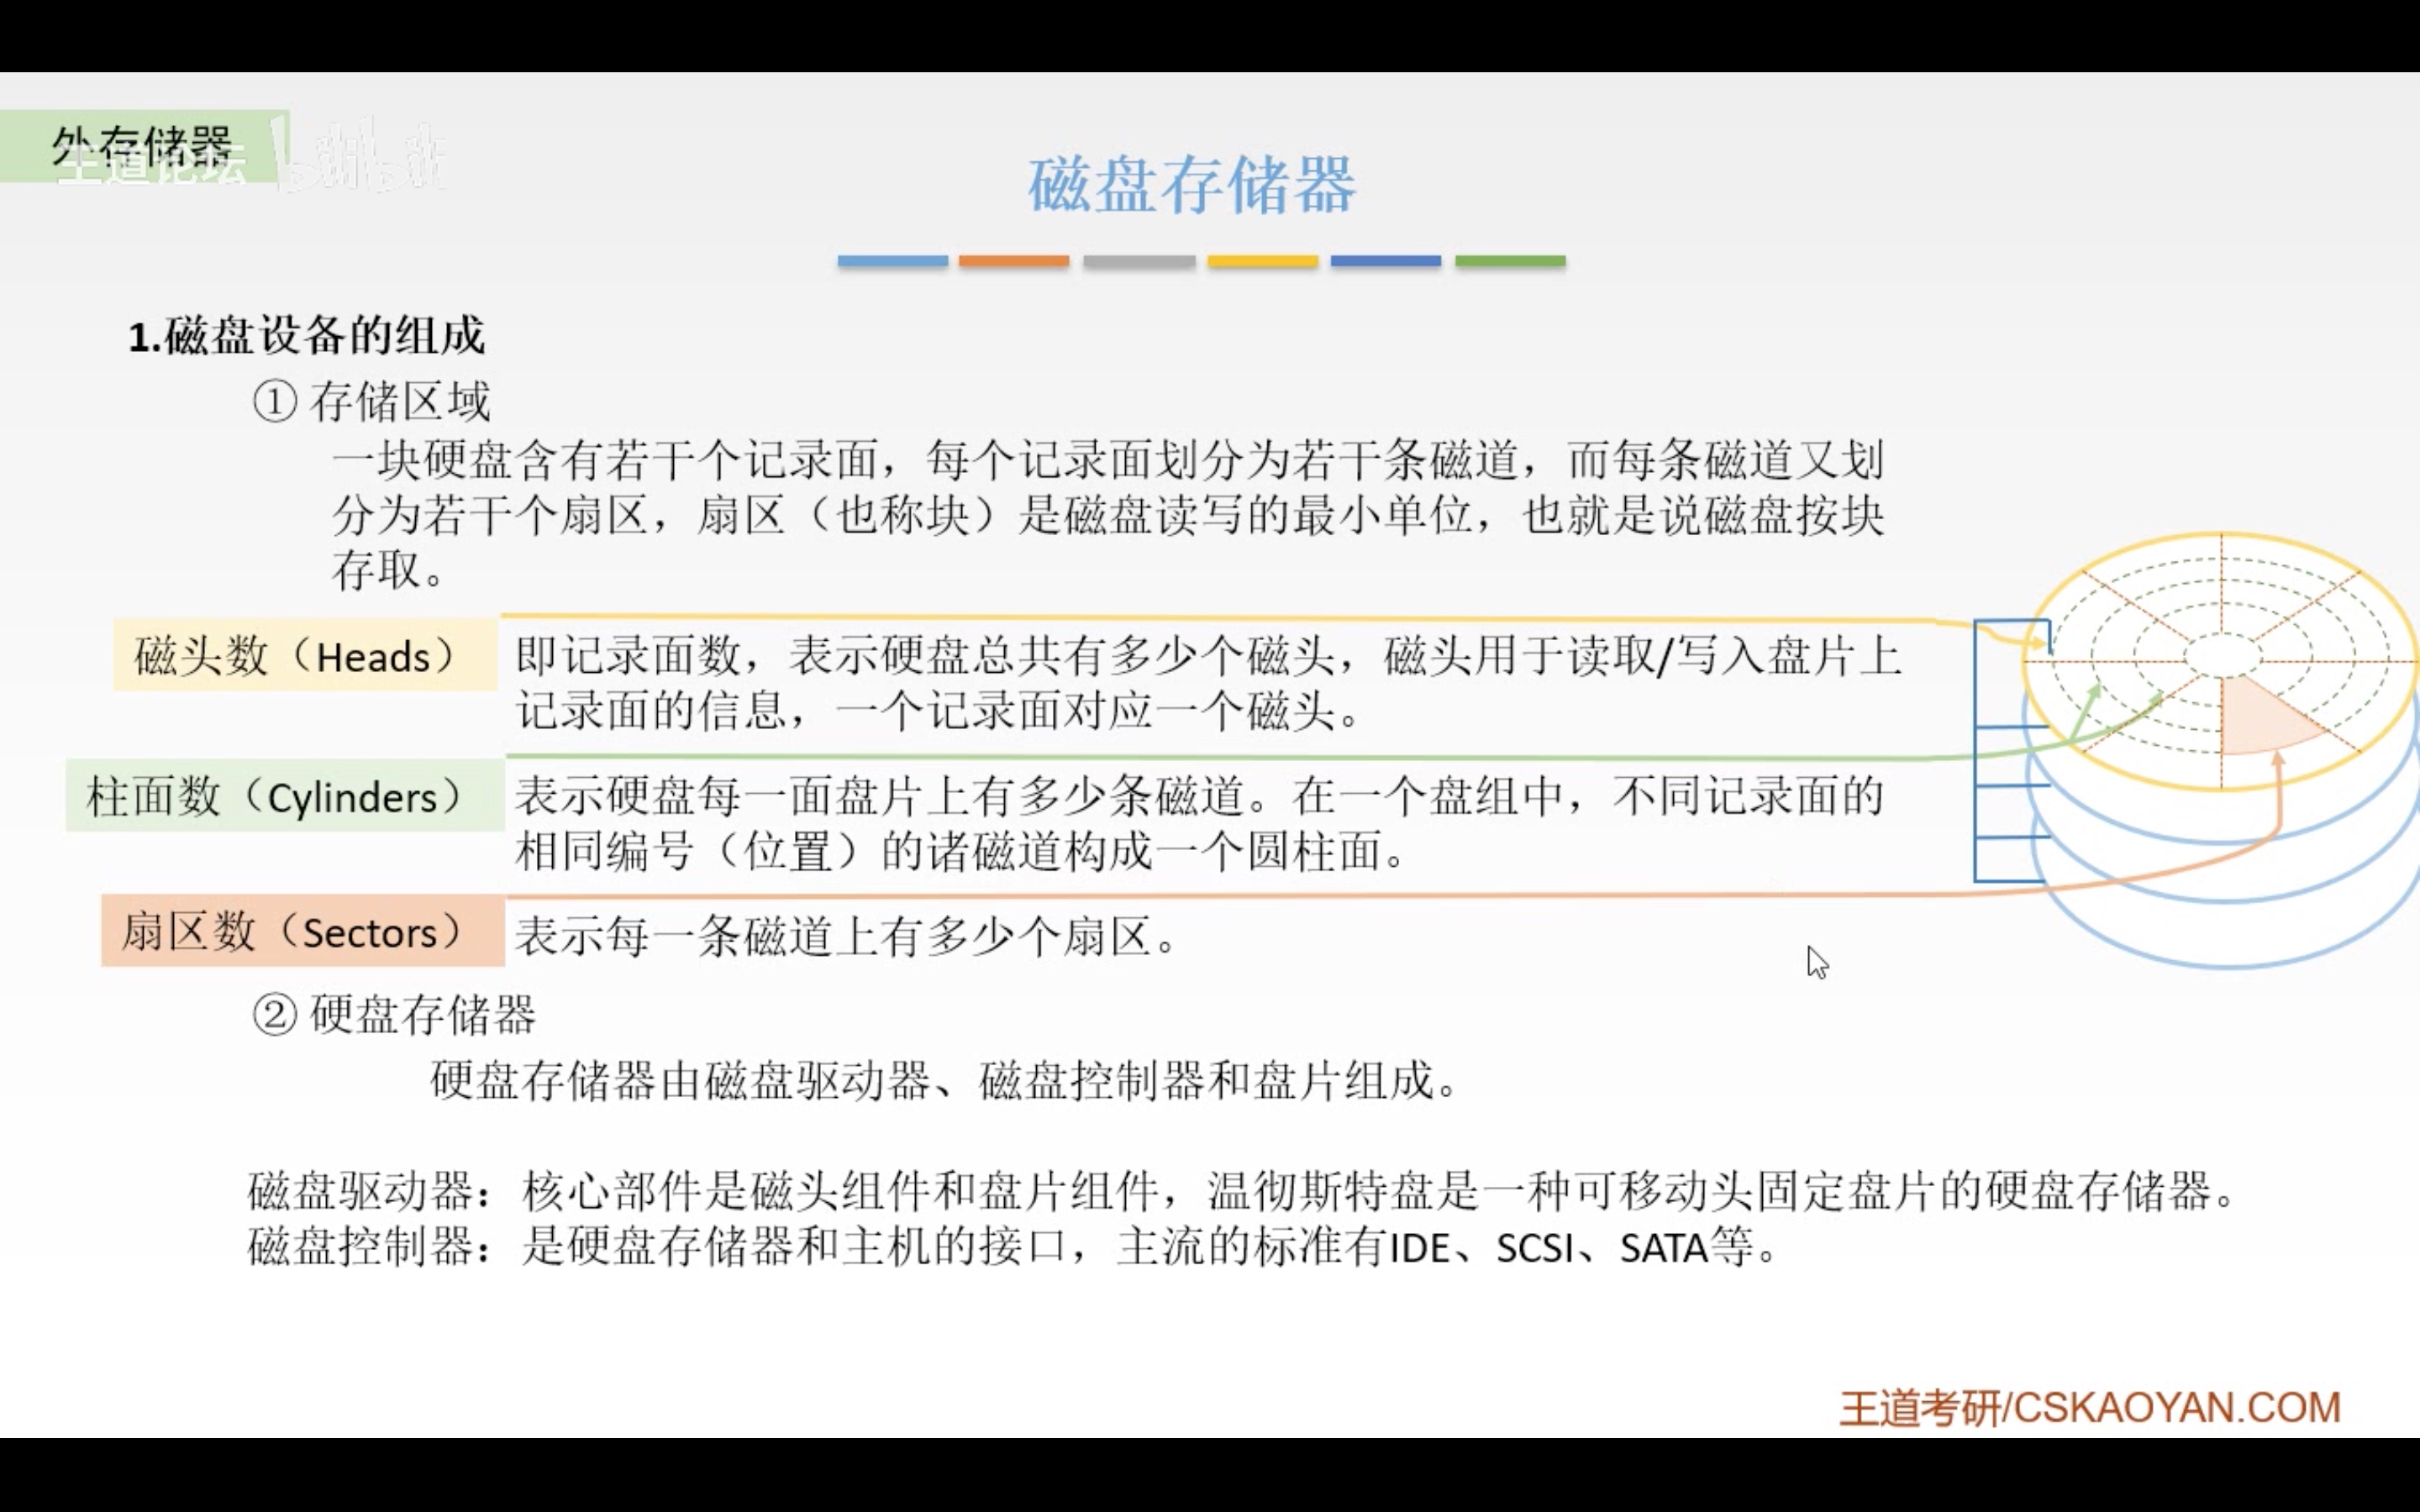 外存储器
王道论坛 bilibili
磁盘存储器
1.磁盘设备的组成
① 存储区域
一块硬盘含有若干个记录面，每个记录面划分为若干条磁道，而每条磁道又划
分为若干个扇区，扇区（也称块）是磁盘读写的最小单位，也就是说磁盘按块
存取。
磁头数（Heads）
即记录面数，表示硬盘总共有多少个磁头，磁头用于读取/写入盘片上
记录面的信息，一个记录面对应一个磁头。
柱面数（Cylinders）
表示硬盘每一面盘片上有多少条磁道。在一个盘组中，不同记录面的
相同编号（位置）的诸磁道构成一个圆柱面。
扇区数（Sectors）
表示每一条磁道上有多少个扇区。
② 硬盘存储器
硬盘存储器由磁盘驱动器、磁盘控制器和盘片组成。
磁盘驱动器：核心部件是磁头组件和盘片组件，温彻斯特盘是一种可移动头固定盘片的硬盘存储器。
磁盘控制器：是硬盘存储器和主机的接口，主流的标准有IDE、SCSI、SATA等。
王道考研/CSKAOYAN.COM